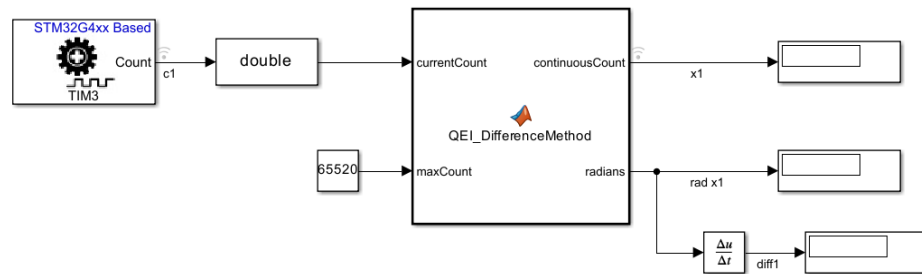 STM32G4xx Based
Count
TIM3
c1
double
currentCount
continuousCount
x1
QEI_DifferenceMethod
65520
maxCount
radians
rad x1
Δu
Δt
diff1